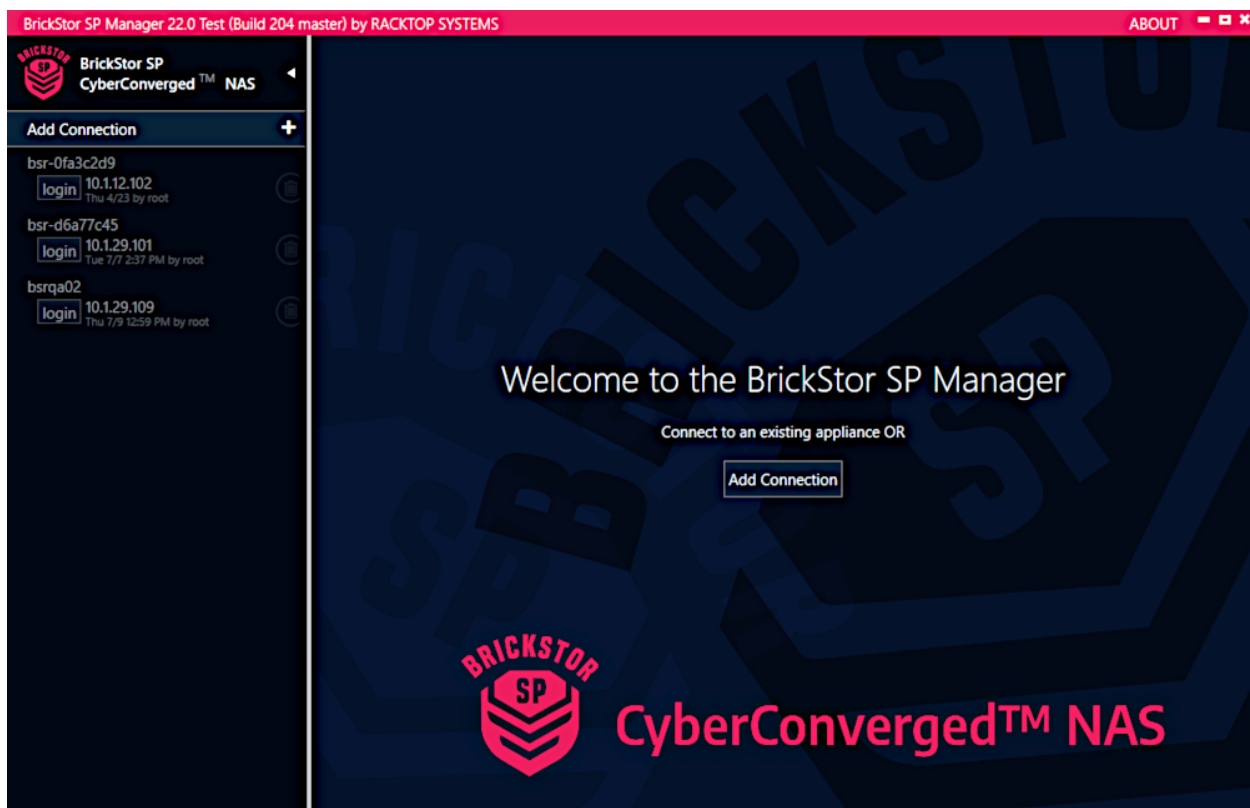 BrickStor SP Manager 22.0 Test (Build 204 master) by RACKTOP SYSTEMS ABOUT
BRICKSTOR
SP
BrickStor SP
CyberConverged TM NAS
Add Connection
bsr-0fa3c2d9
login 10.1.12.102
Thu 4/23 by root
bsr-d6a77c45
login 10.1.29.101
Tue 7/7 2:37 PM by root
bsrqa02
login 10.1.29.109
Thu 7/9 12:59 PM by root
BRICKSTOR
SP
Welcome to the BrickStor SP Manager
Connect to an existing appliance OR
Add Connection
BRICKSTOR
SP
CyberConverged™ NAS